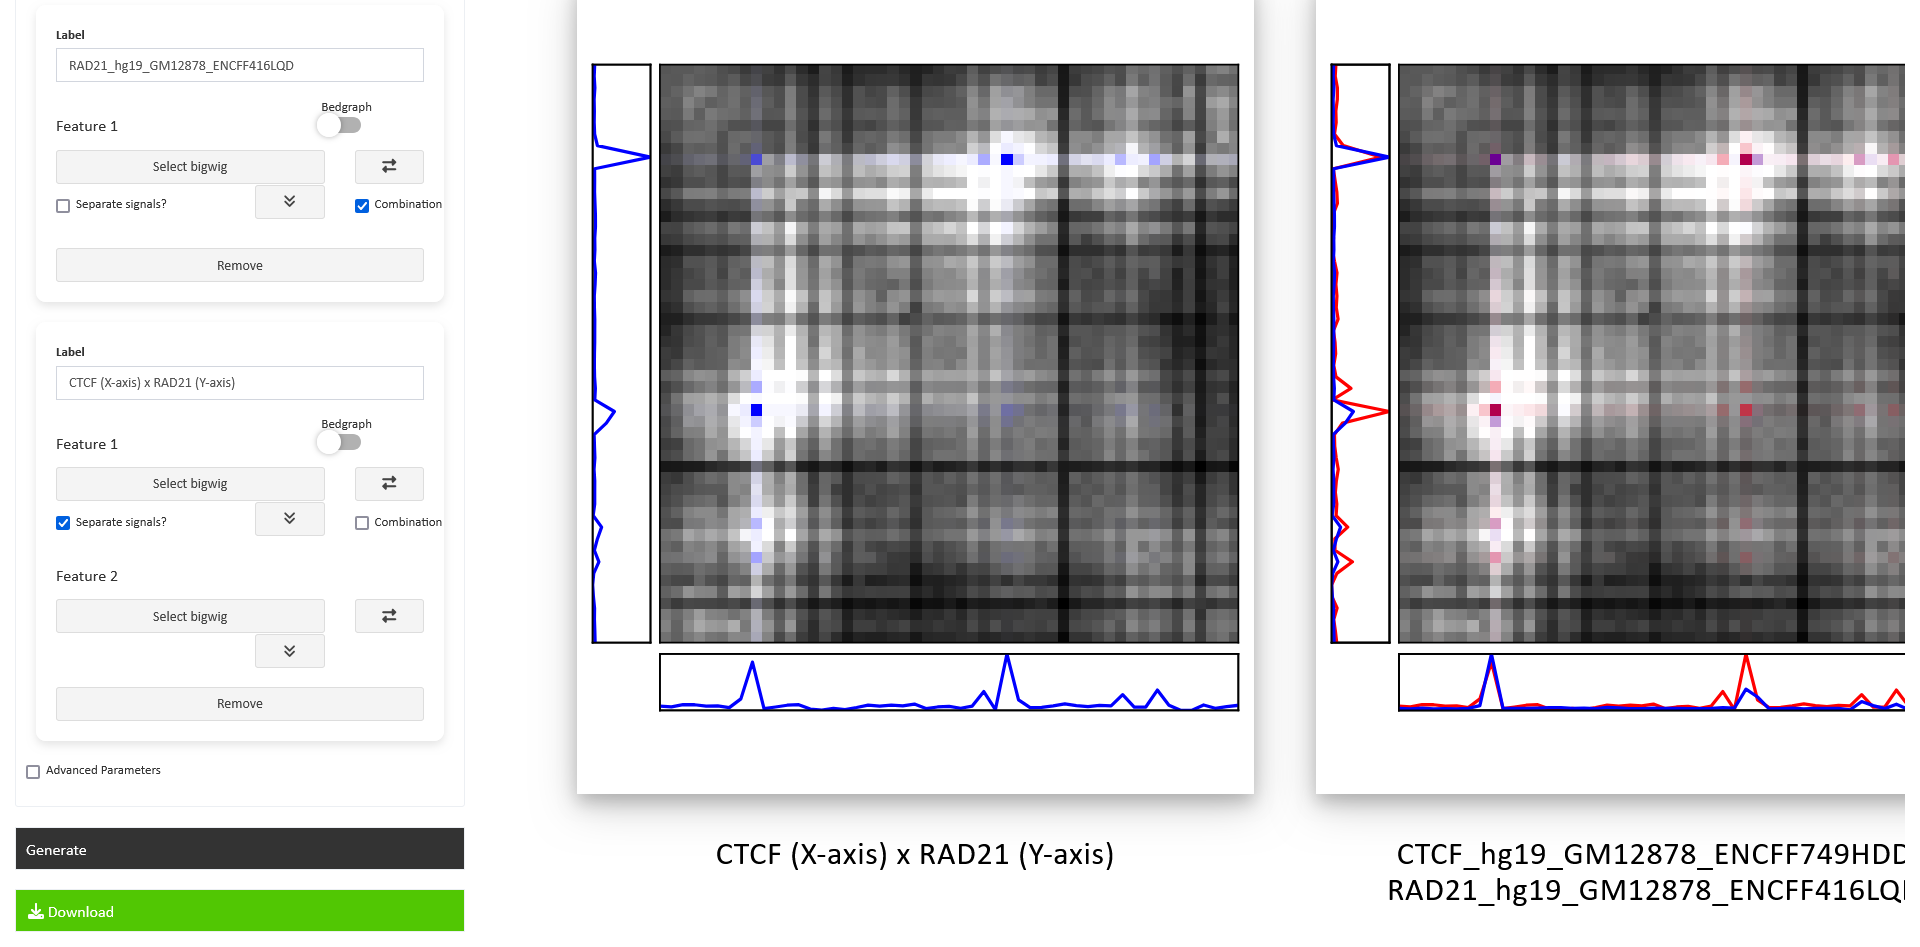 Label
RAD21_hg19_GM12878_ENCFF416LQD
Bedgraph
Feature 1
Select bigwig
Separate signals?
Combination
Remove
Label
CTCF (X-axis) x RAD21 (Y-axis)
Bedgraph
Feature 1
Select bigwig
Separate signals?
Combination
Feature 2
Select bigwig
Remove
Advanced Parameters
Generate
Download
CTCF (X-axis) x RAD21 (Y-axis)
CTCF_hg19_GM12878_ENCFF749HDD
RAD21_hg19_GM12878_ENCFF416LQ